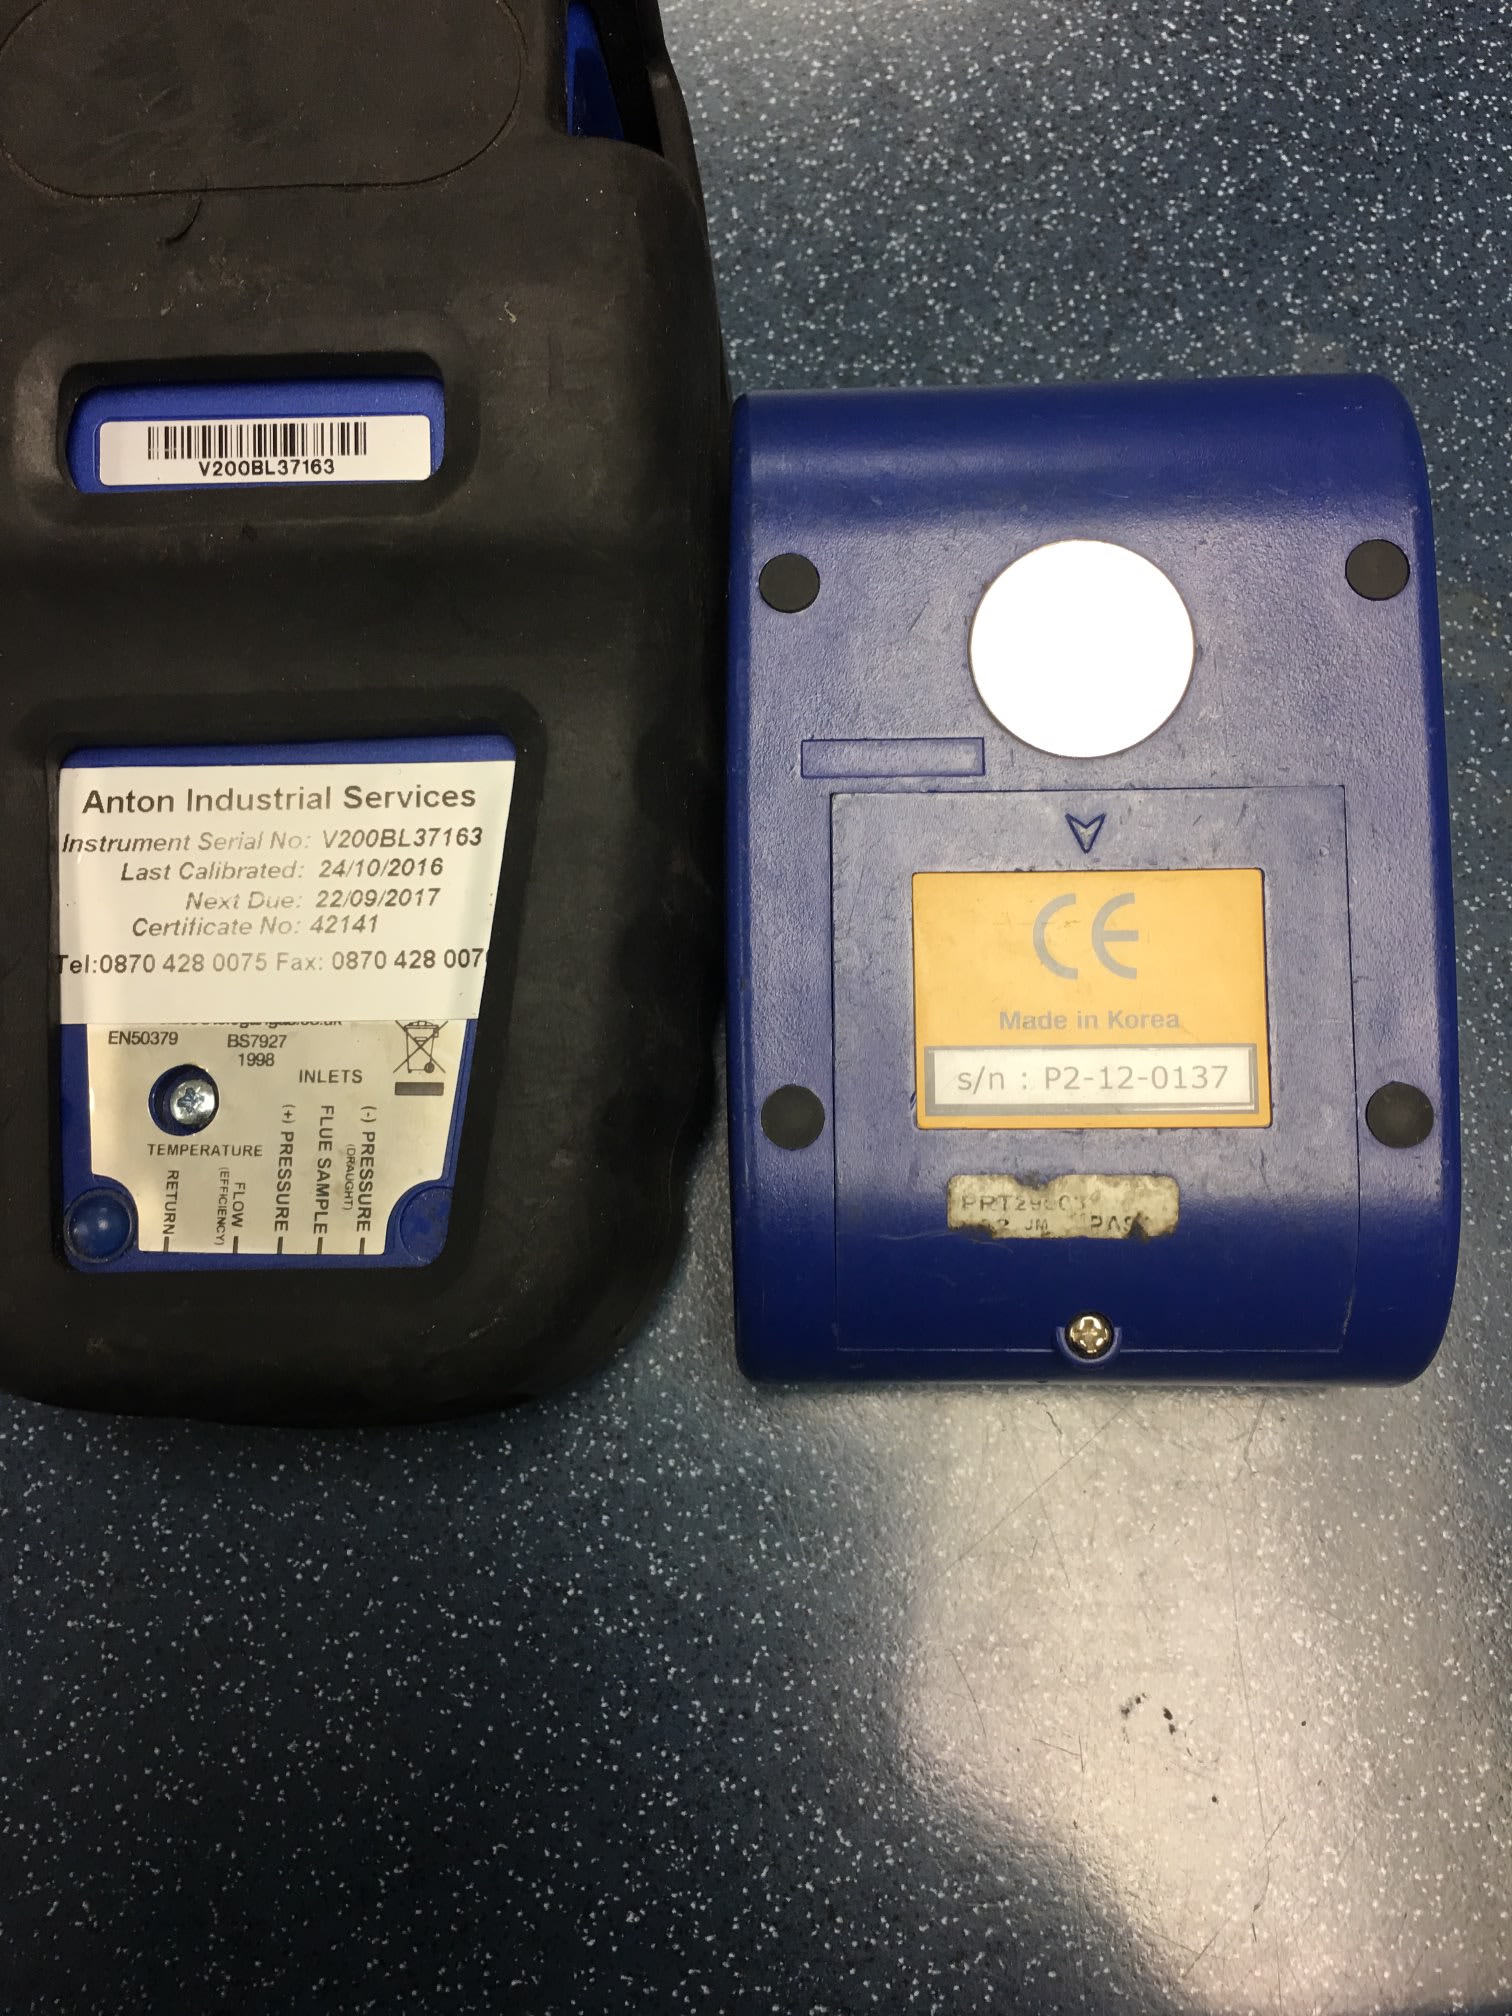 V200BL37163
Anton Industrial Services
Instrument Serial No: V200BL37163
Last Calibrated: 24/10/2016
Next Due: 22/09/2017
Certificate No: 42141
Tel:0870 428 0075 Fax: 0870 428 007
EN50379
BS7927
1998
INLETS
TEMPERATURE
RETURN
FLOW
(EFFICIENCY)
(+) PRESSURE
FLUE SAMPLE
(-) PRESSURE
(DRAUGHT)
CE
Made in Korea
s/n : P2-12-0137